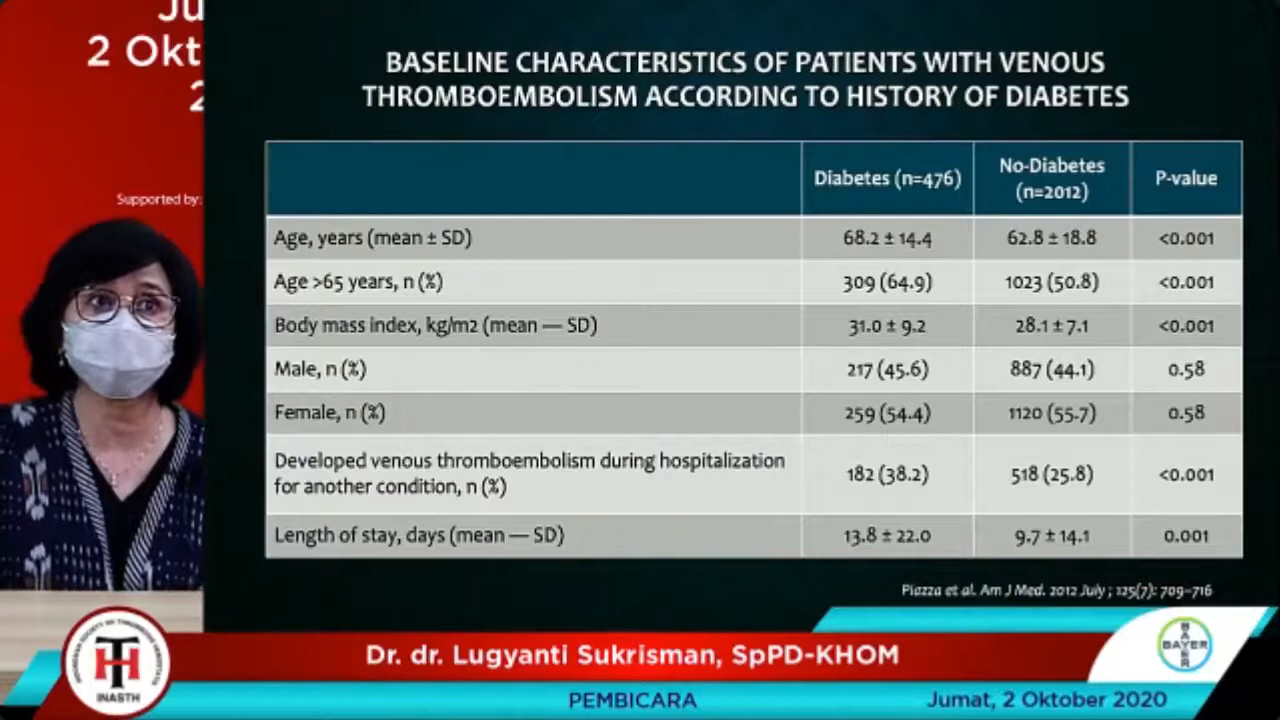 Ju
2 Okt
2
Supported by:
BASELINE CHARACTERISTICS OF PATIENTS WITH VENOUS
THROMBOEMBOLISM ACCORDING TO HISTORY OF DIABETES
Diabetes (n=476) No-Diabetes (n=2012) P-value
Age, years (mean ± SD) 68.2 ± 14.4 62.8 ± 18.8 <0.001
Age >65 years, n (%) 309 (64.9) 1023 (50.8) <0.001
Body mass index, kg/m2 (mean — SD) 31.0 ± 9.2 28.1 ± 7.1 <0.001
Male, n (%) 217 (45.6) 887 (44.1) 0.58
Female, n (%) 259 (54.4) 1120 (55.7) 0.58
Developed venous thromboembolism during hospitalization
for another condition, n (%) 182 (38.2) 518 (25.8) <0.001
Length of stay, days (mean — SD) 13.8 ± 22.0 9.7 ± 14.1 0.001
Piazza et al. Am J Med. 2012 July ; 125(7): 709–716
INASTH
Dr. dr. Lugyanti Sukrisman, SpPD-KHOM
BAYER
BAYER
PEMBICARA
Jumat, 2 Oktober 2020